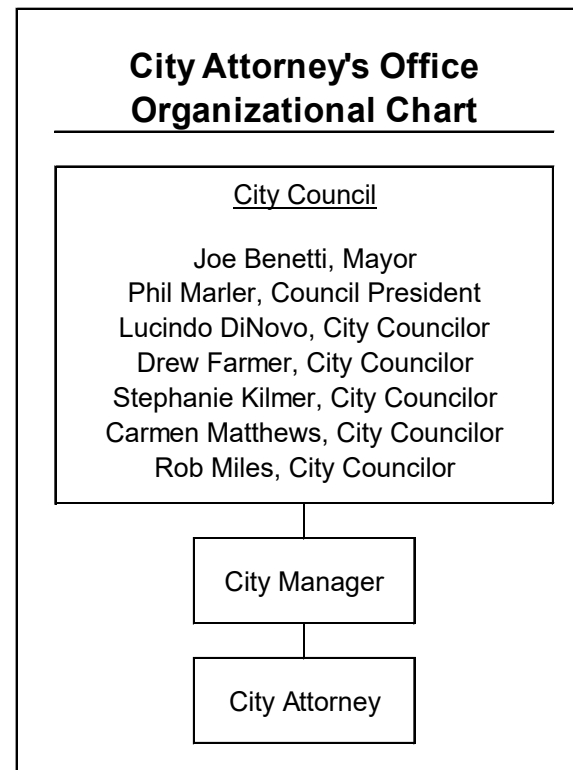 City Attorney's Office
Organizational Chart
City Council
Joe Benetti, Mayor
Phil Marler, Council President
Lucindo DiNovo, City Councilor
Drew Farmer, City Councilor
Stephanie Kilmer, City Councilor
Carmen Matthews, City Councilor
Rob Miles, City Councilor
City Manager
City Attorney